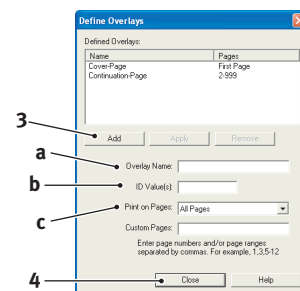 Define Overlays
Defined Overlays:
Name Pages
Cover-Page First Page
Continuation-Page 2-999
3
Add Apply Remove
a Overlay Name:
b ID Value(s):
c Print on Pages: All Pages
Custom Pages:
Enter page numbers and/or page ranges
separated by commas. For example, 1,3,5-12
4 Close Help